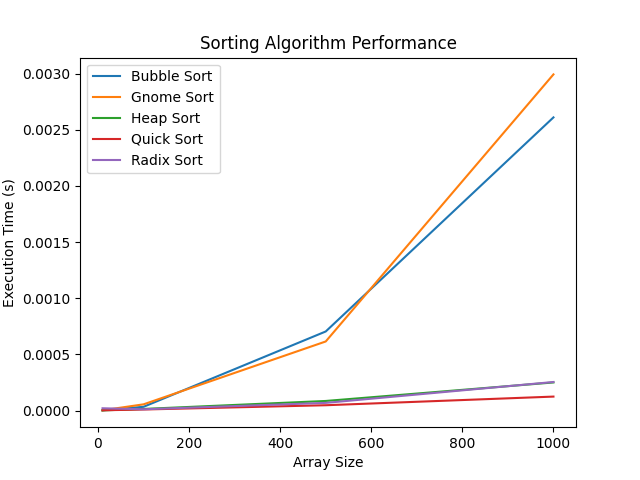 Sorting Algorithm Performance
Bubble Sort
Gnome Sort
Heap Sort
Quick Sort
Radix Sort
Execution Time (s)
0.0030
0.0025
0.0020
0.0015
0.0010
0.0005
0.0000
0 200 400 600 800 1000
Array Size